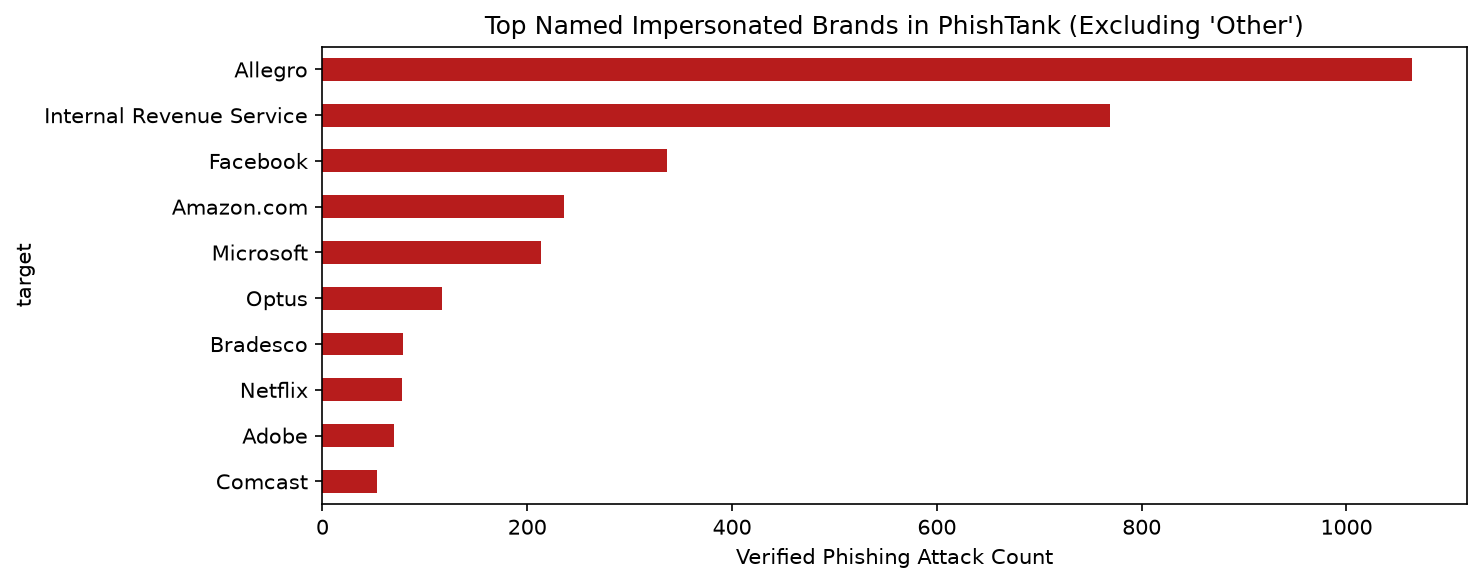 Top Named Impersonated Brands in PhishTank (Excluding 'Other')
Allegro
Internal Revenue Service
Facebook
Amazon.com
Microsoft
Optus
Bradesco
Netflix
Adobe
Comcast
target
0 200 400 600 800 1000
Verified Phishing Attack Count